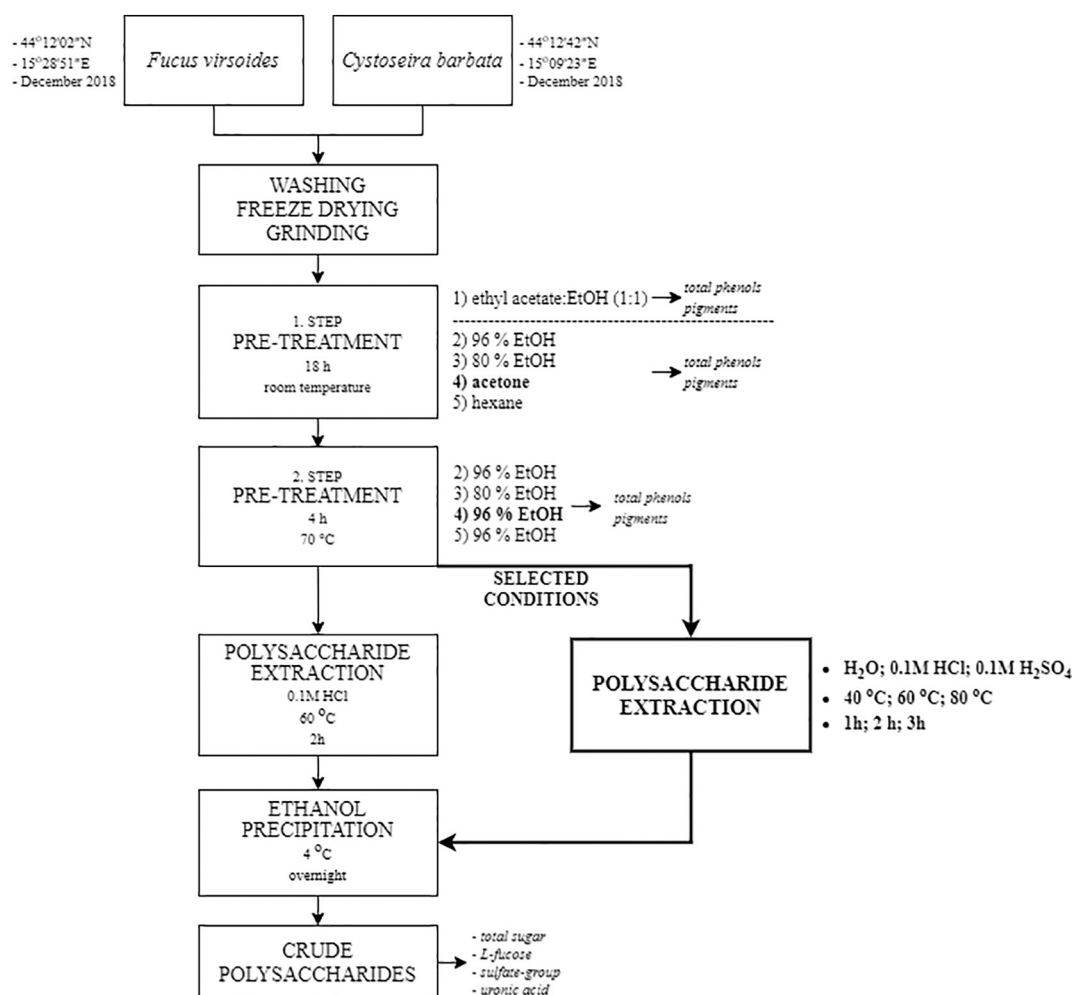 - 44°12'02"N
- 15°28'51"E
- December 2018
Fucus virsoides
Cystoseira barbata
- 44°12'42"N
- 15°09'23"E
- December 2018
WASHING
FREEZE DRYING
GRINDING
1. STEP
PRE-TREATMENT
18 h
room temperature
1) ethyl acetate:EtOH (1:1)
total phenols
pigments
2) 96 % EtOH
3) 80 % EtOH
4) acetone
5) hexane
total phenols
pigments
2. STEP
PRE-TREATMENT
4 h
70 °C
2) 96 % EtOH
3) 80 % EtOH
4) 96 % EtOH
5) 96 % EtOH
total phenols
pigments
SELECTED
CONDITIONS
POLYSACCHARIDE
EXTRACTION
0.1M HCl
60 °C
2h
POLYSACCHARIDE
EXTRACTION
• H₂O; 0.1M HCl; 0.1M H₂SO₄
• 40 °C; 60 °C; 80 °C
• 1h; 2 h; 3h
ETHANOL
PRECIPITATION
4 °C
overnight
CRUDE
POLYSACCHARIDES
- total sugar
- L-fucose
- sulfate-group
- uronic acid